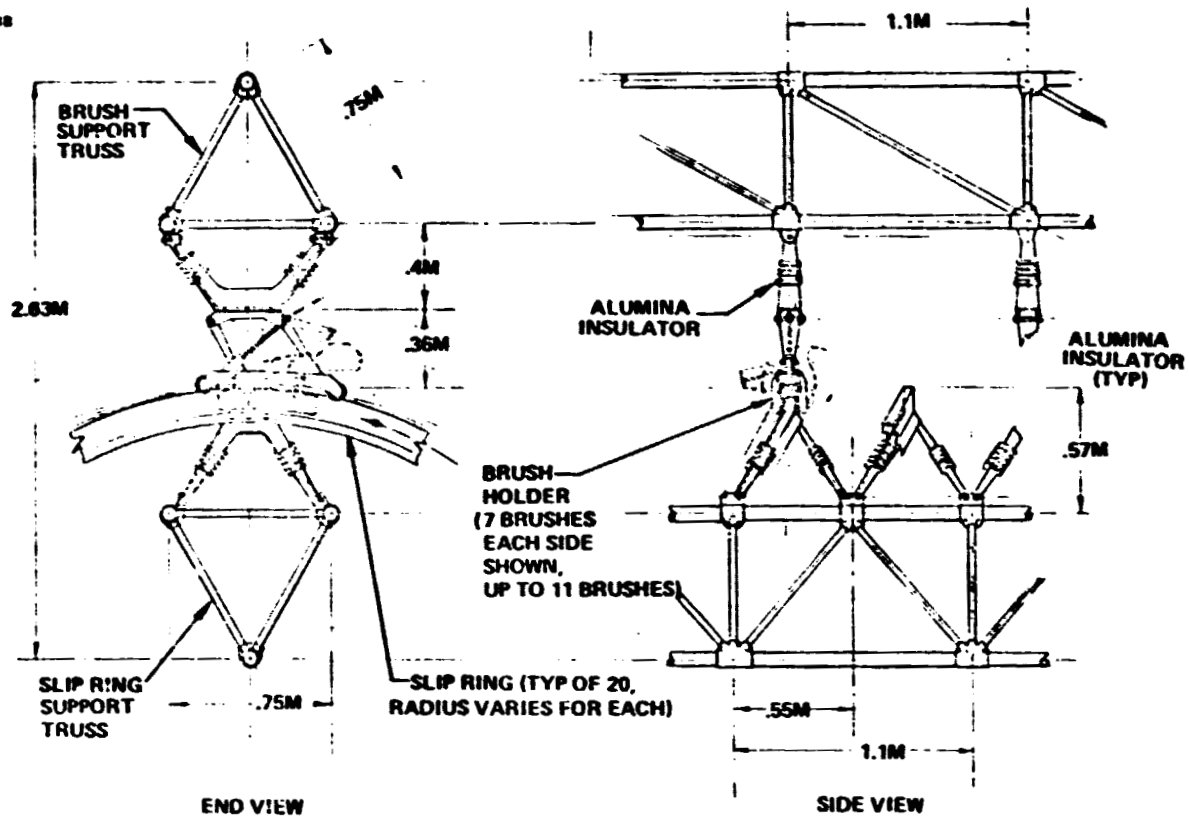 1.1M
.75M
BRUSH
SUPPORT
TRUSS
.4M
2.63M
ALUMINA
INSULATOR
.36M
ALUMINA
INSULATOR
(TYP)
.57M
BRUSH
HOLDER
(7 BRUSHES
EACH SIDE
SHOWN,
UP TO 11 BRUSHES)
SLIP RING
SUPPORT
TRUSS
.75M
SLIP RING (TYP OF 20,
RADIUS VARIES FOR EACH)
.55M
1.1M
END VIEW
SIDE VIEW